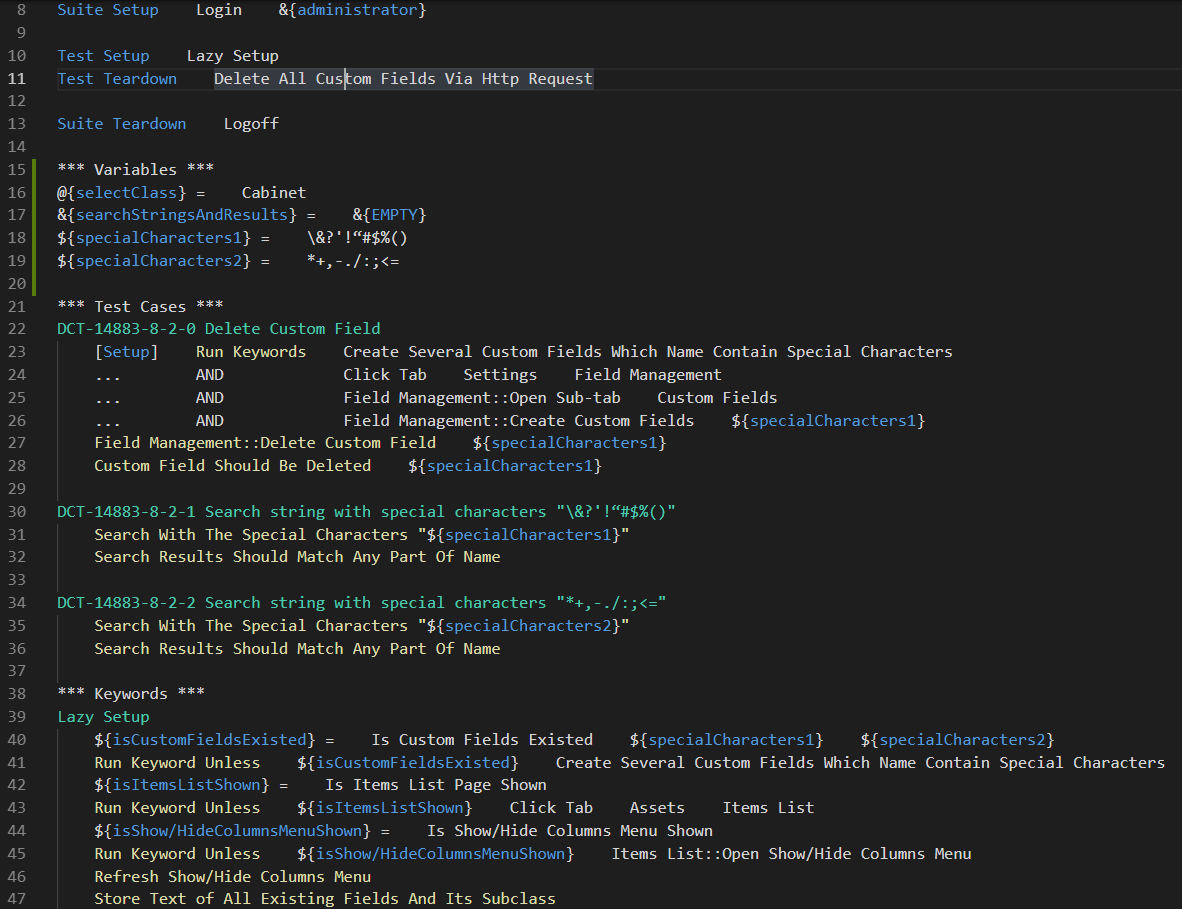 8 Suite Setup    Login    &{administrator}
9
10 Test Setup    Lazy Setup
11 Test Teardown    Delete All Custom Fields Via Http Request
12
13 Suite Teardown    Logoff
14
15 *** Variables ***
16 @{selectClass} =    Cabinet
17 &{searchStringsAndResults} =    &{EMPTY}
18 ${specialCharacters1} =    \&?'!“#$%()
19 ${specialCharacters2} =    *+,-./:;<=
20
21 *** Test Cases ***
22 DCT-14883-8-2-0 Delete Custom Field
23     [Setup]    Run Keywords    Create Several Custom Fields Which Name Contain Special Characters
24     ...        AND             Click Tab    Settings    Field Management
25     ...        AND             Field Management::Open Sub-tab    Custom Fields
26     ...        AND             Field Management::Create Custom Fields    ${specialCharacters1}
27     Field Management::Delete Custom Field    ${specialCharacters1}
28     Custom Field Should Be Deleted    ${specialCharacters1}
29
30 DCT-14883-8-2-1 Search string with special characters "\&?'!“#$%()"
31     Search With The Special Characters "${specialCharacters1}"
32     Search Results Should Match Any Part Of Name
33
34 DCT-14883-8-2-2 Search string with special characters "*+,-./:;<="
35     Search With The Special Characters "${specialCharacters2}"
36     Search Results Should Match Any Part Of Name
37
38 *** Keywords ***
39 Lazy Setup
40     ${isCustomFieldsExisted} =    Is Custom Fields Existed    ${specialCharacters1}    ${specialCharacters2}
41     Run Keyword Unless    ${isCustomFieldsExisted}    Create Several Custom Fields Which Name Contain Special Characters
42     ${isItemsListShown} =    Is Items List Page Shown
43     Run Keyword Unless    ${isItemsListShown}    Click Tab    Assets    Items List
44     ${isShow/HideColumnsMenuShown} =    Is Show/Hide Columns Menu Shown
45     Run Keyword Unless    ${isShow/HideColumnsMenuShown}    Items List::Open Show/Hide Columns Menu
46     Refresh Show/Hide Columns Menu
47     Store Text of All Existing Fields And Its Subclass